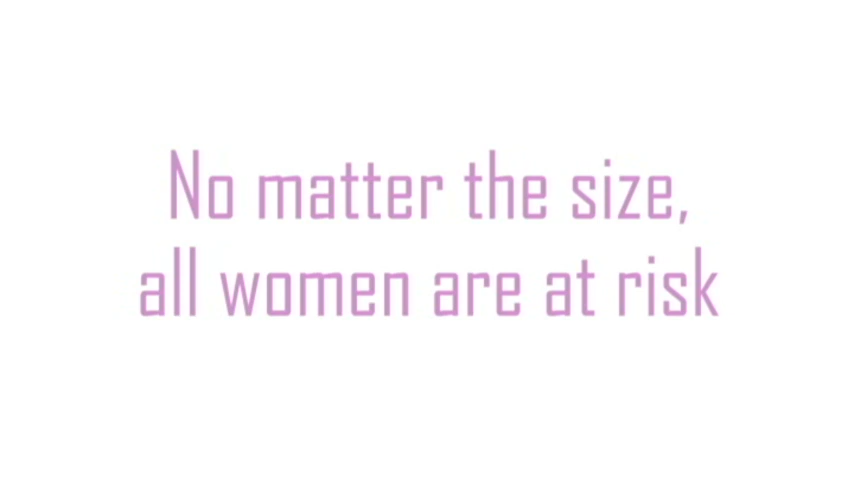 No matter the size,
all women are at risk